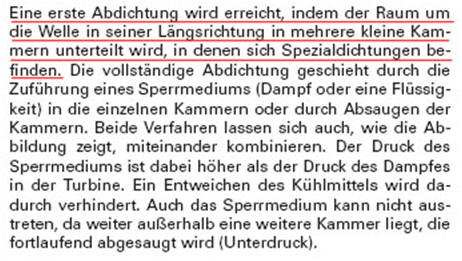 Eine erste Abdichtung wird erreicht, indem der Raum um
die Welle in seiner Längsrichtung in mehrere kleine Kam-
mern unterteilt wird, in denen sich Spezialdichtungen be-
finden. Die vollständige Abdichtung geschieht durch die
Zuführung eines Sperrmediums (Dampf oder eine Flüssig-
keit) in die einzelnen Kammern oder durch Absaugen der
Kammern. Beide Verfahren lassen sich auch, wie die Ab-
bildung zeigt, miteinander kombinieren. Der Druck des
Sperrmediums ist dabei höher als der Druck des Dampfes
in der Turbine. Ein Entweichen des Kühlmittels wird da-
durch verhindert. Auch das Sperrmedium kann nicht aus-
treten, da weiter außerhalb eine weitere Kammer liegt, die
fortlaufend abgesaugt wird (Unterdruck).